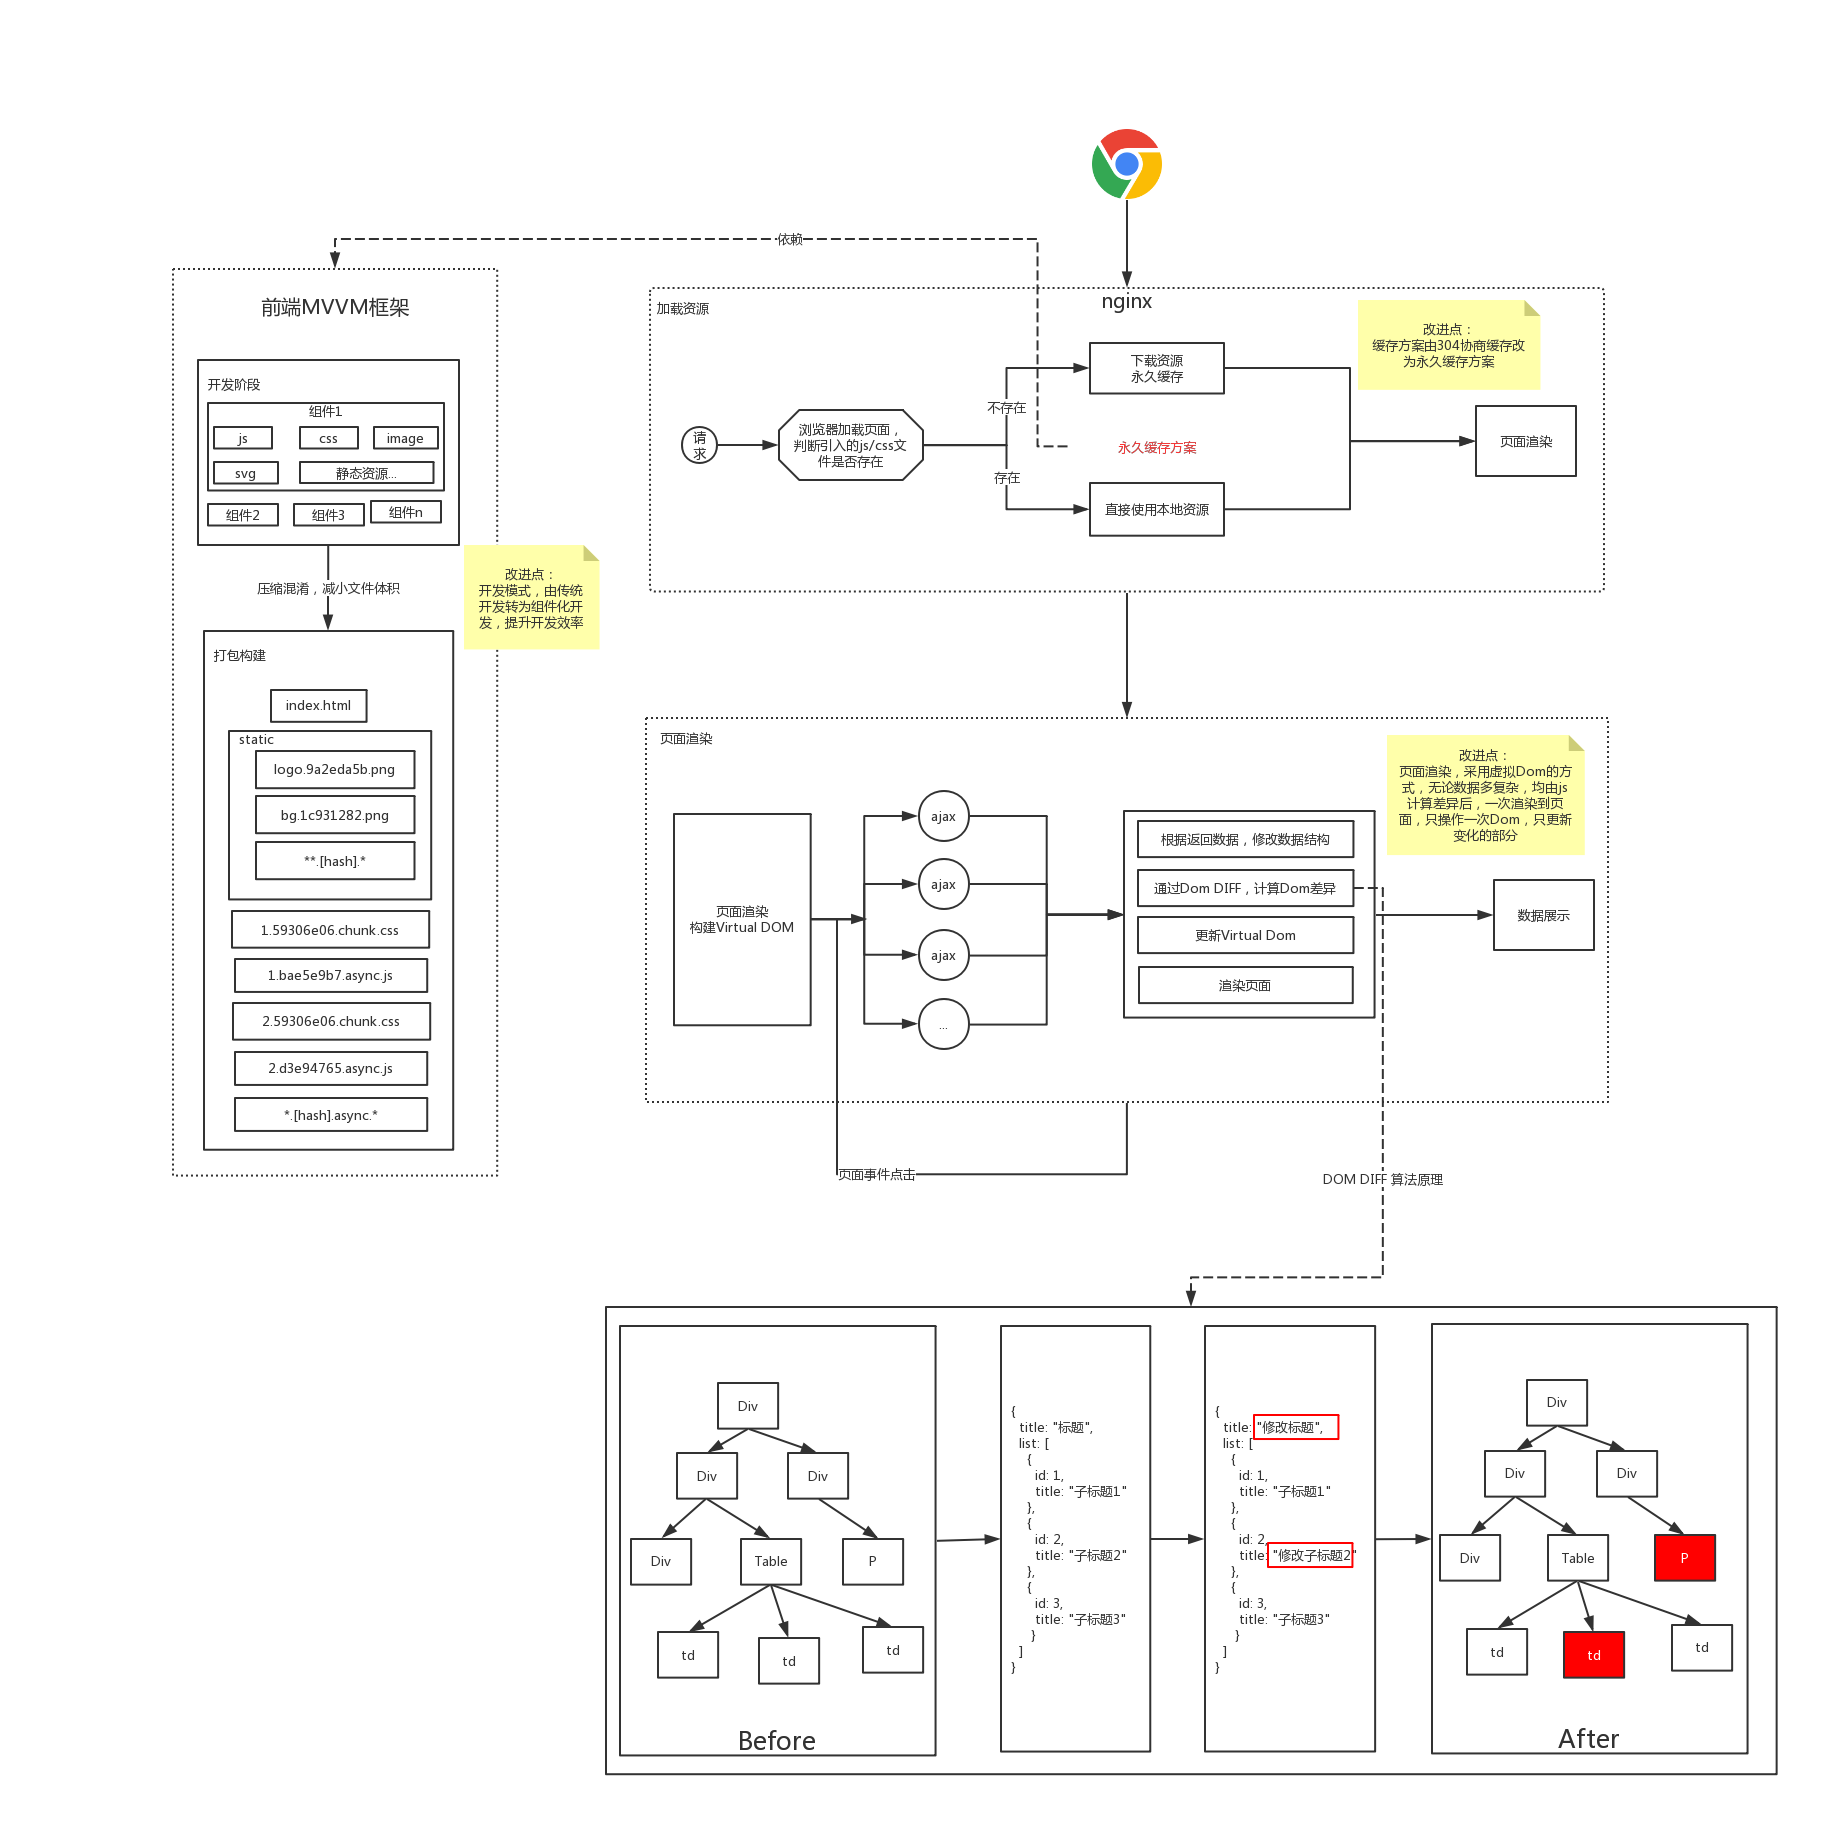 依赖
前端MVVM框架
开发阶段
组件1
js
css
image
svg
静态资源...
组件2
组件3
组件n
压缩混淆，减小文件体积
改进点：
开发模式，由传统
开发转为组件化开
发，提升开发效率
打包构建
index.html
static
logo.9a2eda5b.png
bg.1c931282.png
**.[hash].*
1.59306e06.chunk.css
1.bae5e9b7.async.js
2.59306e06.chunk.css
2.d3e94765.async.js
*.[hash].async.*
加载资源
nginx
改进点：
缓存方案由304协商缓存改
为永久缓存方案
请
求
浏览器加载页面，
判断引入的js/css文
件是否存在
不存在
存在
下载资源
永久缓存
永久缓存方案
直接使用本地资源
页面渲染
页面渲染
改进点：
页面渲染，采用虚拟Dom的方
式，无论数据多复杂，均由js
计算差异后，一次渲染到页
面，只操作一次Dom，只更新
变化的部分
页面渲染
构建Virtual DOM
ajax
ajax
ajax
...
根据返回数据，修改数据结构
通过Dom DIFF，计算Dom差异
更新Virtual Dom
渲染页面
数据展示
页面事件点击
DOM DIFF 算法原理
Div
Div
Div
Div
Table
P
td
td
td
Before
{
title: "标题",
list: [
{
id: 1,
title: "子标题1"
},
{
id: 2,
title: "子标题2"
},
{
id: 3,
title: "子标题3"
}
]
}
{
title: "修改标题",
list: [
{
id: 1,
title: "子标题1"
},
{
id: 2,
title: "修改子标题2"
},
{
id: 3,
title: "子标题3"
}
]
}
Div
Div
Div
Div
Table
P
td
td
td
After